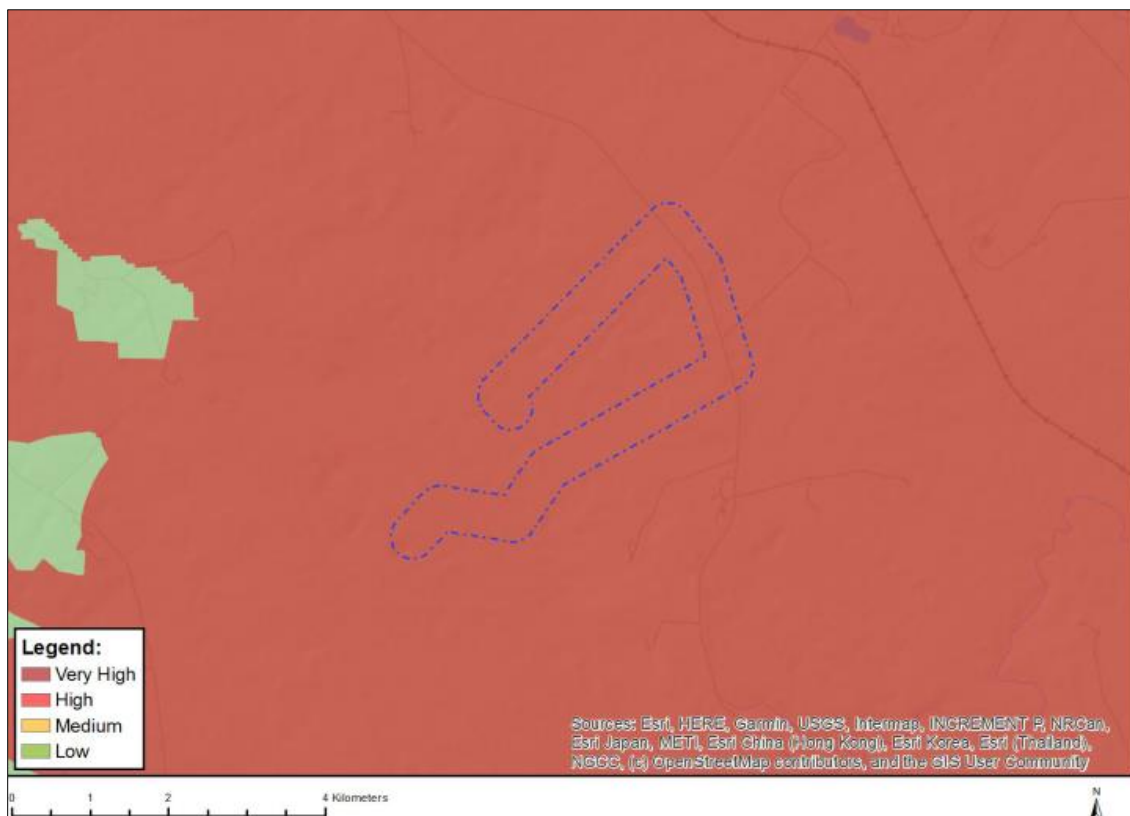 Legend:
Very High
High
Medium
Low
Sources: Esri, HERE, Garmin, USGS, Intermap, INCREMENT P, NRCan,
Esri Japan, METI, Esri China (Hong Kong), Esri Korea, Esri (Thailand),
NGCC, (c) OpenStreetMap contributors, and the GIS User Community
0 1 2 4 Kilometers
N